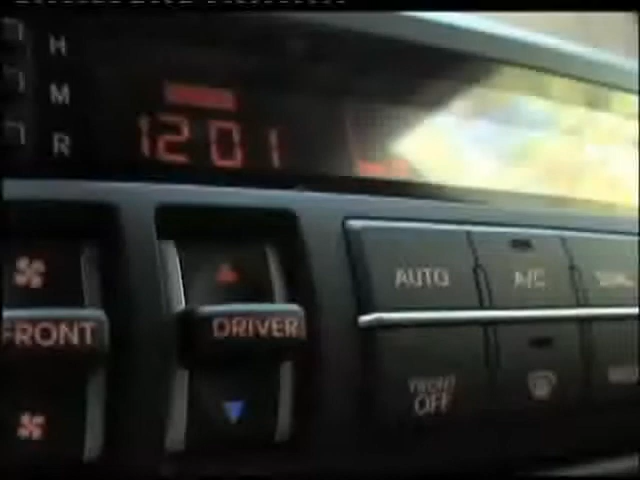 H
M
R
1201
AUTO
A/C
FRONT
DRIVER
FRONT
OFF